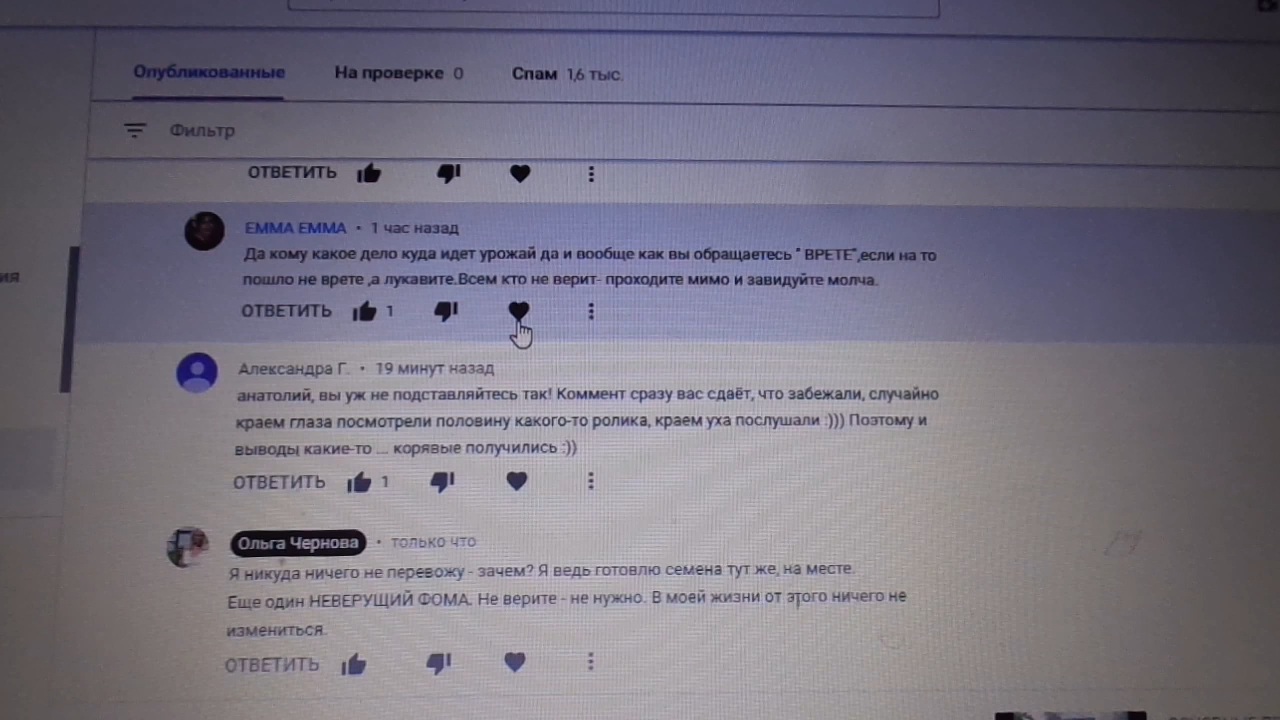 Опубликованные На проверке 0 Спам 1,6 тыс.
Фильтр
ОТВЕТИТЬ
EMMA EMMA • 1 час назад
Да кому какое дело куда идет урожай да и вообще как вы обращаетесь " ВРЕТЕ",если на то
пошло не врете ,а лукавите.Всем кто не верит- проходите мимо и завидуйте молча.
ОТВЕТИТЬ 1
ия
Александра Г. • 19 минут назад
анатолий, вы уж не подставляйтесь так! Коммент сразу вас сдаёт, что забежали, случайно
краем глаза посмотрели половину какого-то ролика, краем уха послушали :))) Поэтому и
выводы какие-то ... корявые получились :))
ОТВЕТИТЬ 1
Ольга Чернова • только что
Я никуда ничего не перевожу - зачем? Я ведь готовлю семена тут же, на месте.
Еще один НЕВЕРУЩИЙ ФОМА. Не верите - не нужно. В моей жизни от этого ничего не
измениться.
ОТВЕТИТЬ